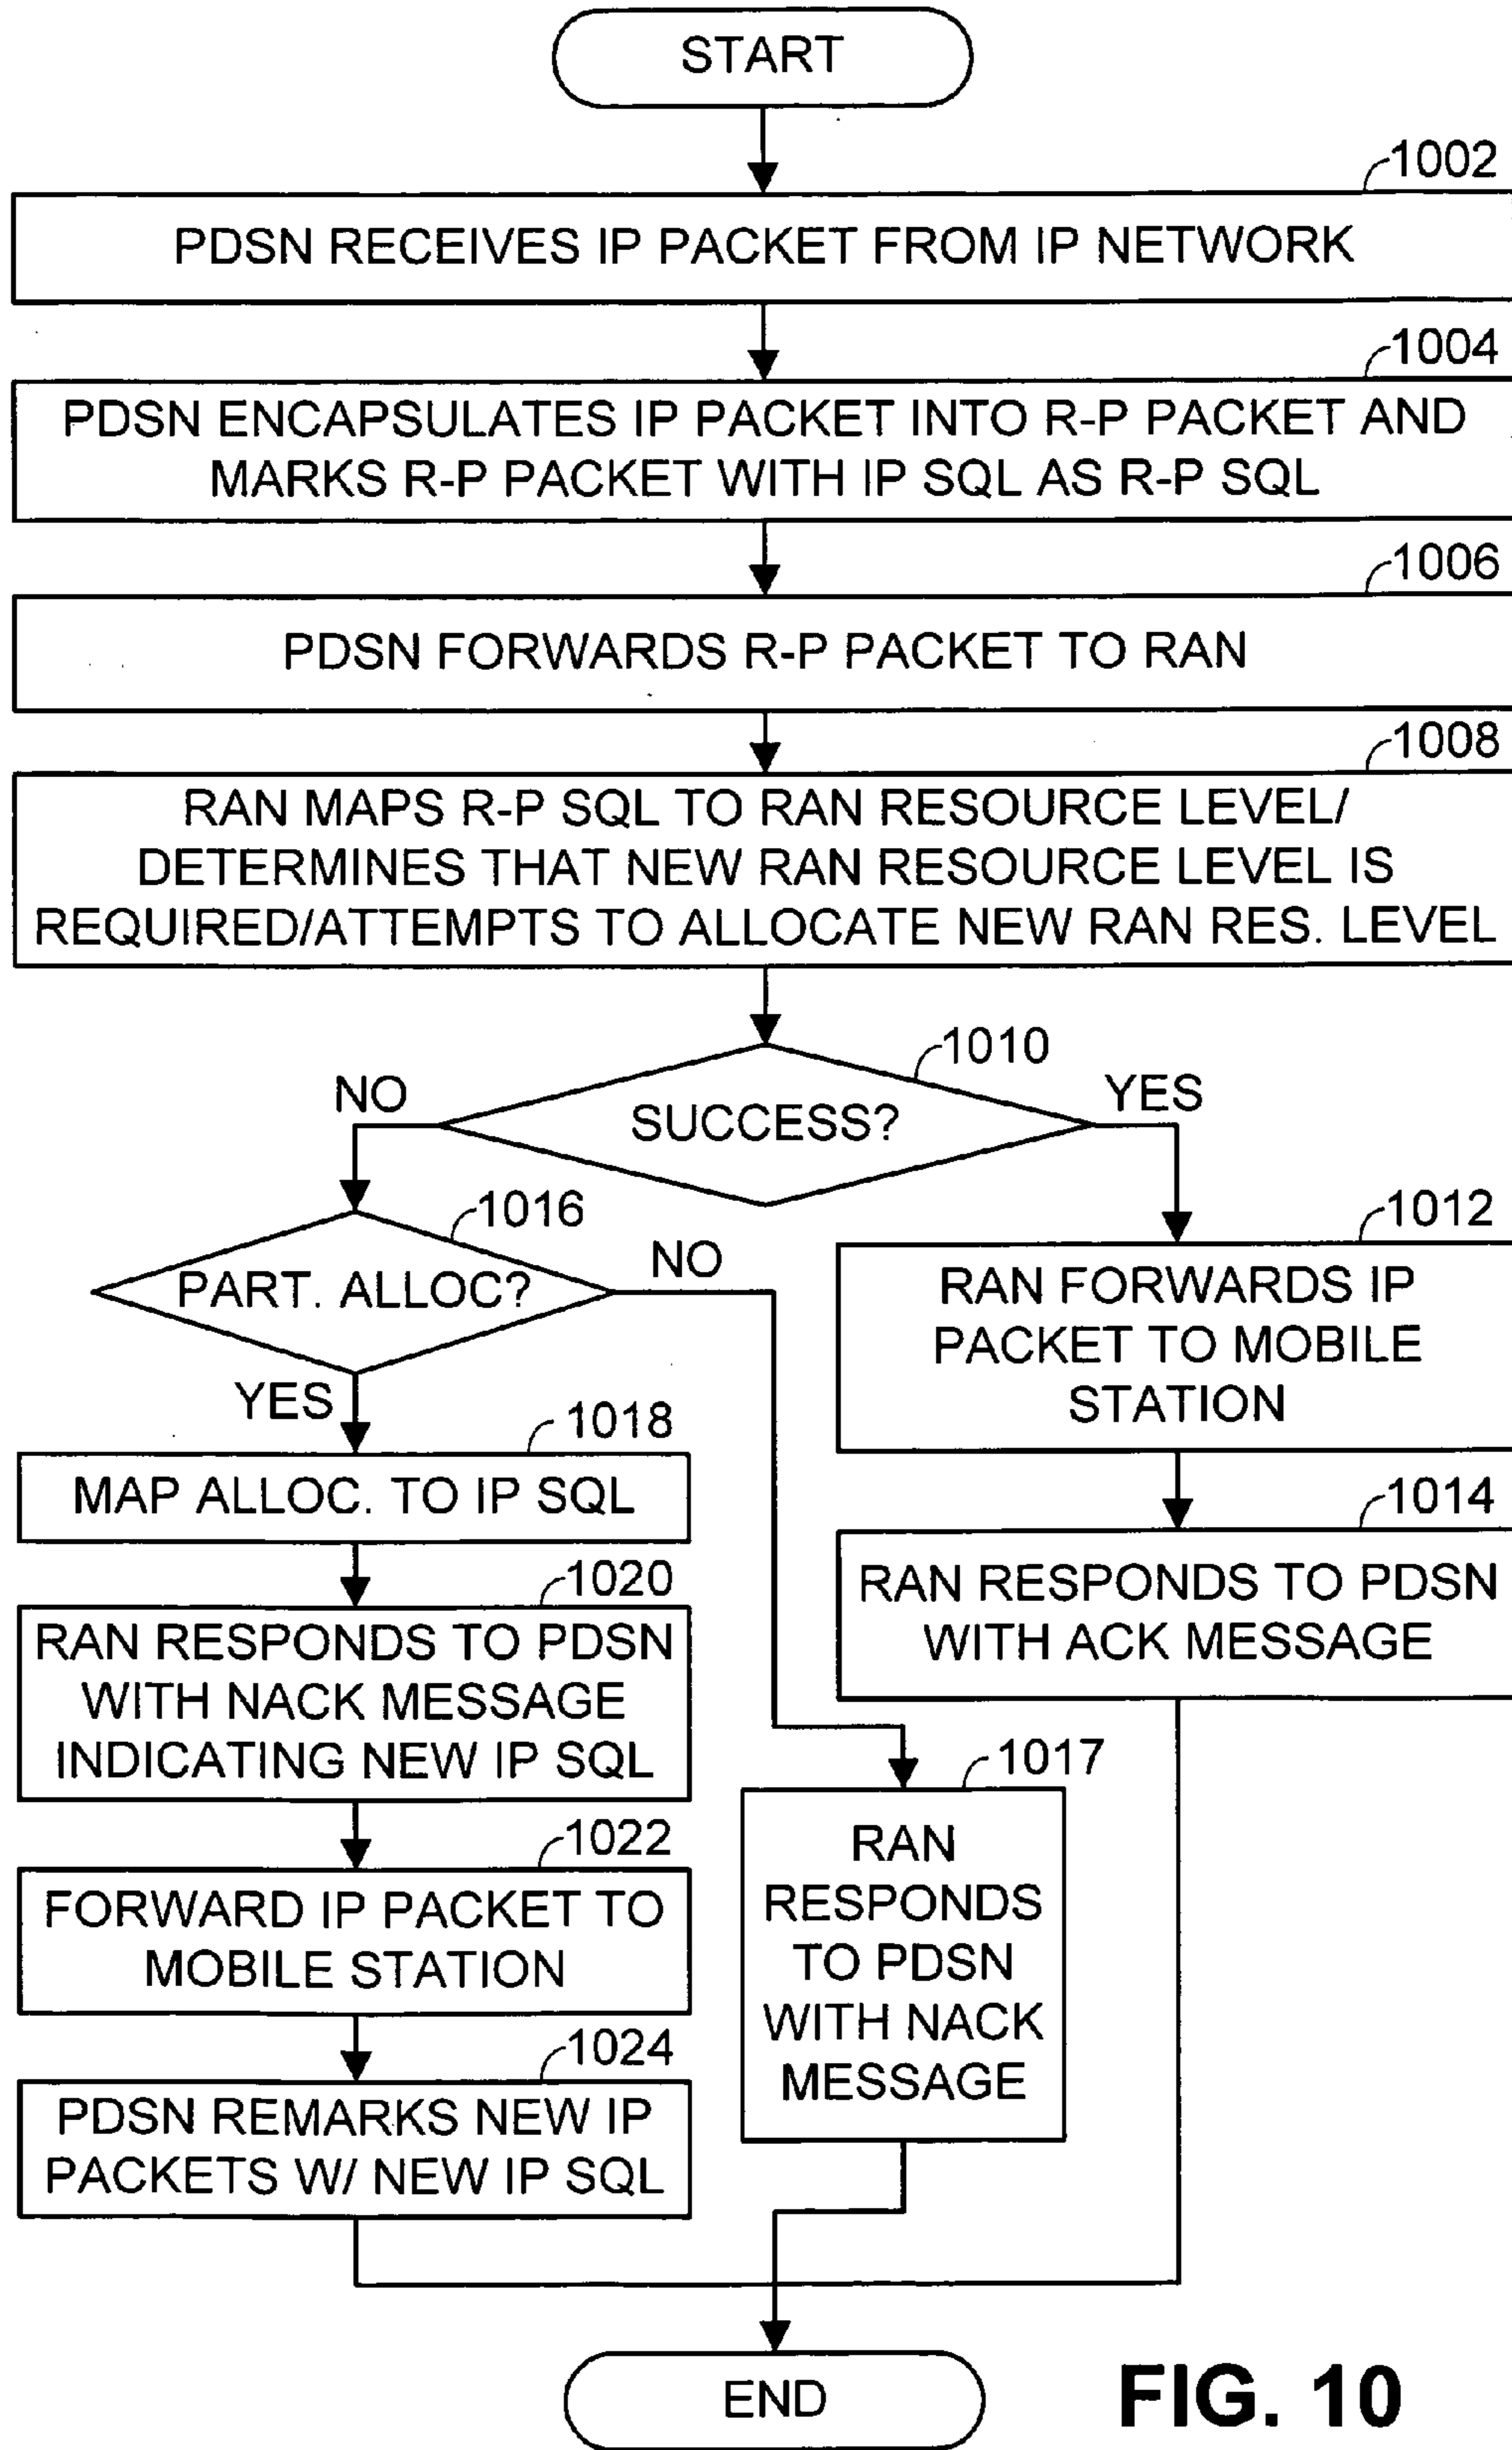 START
1002
PDSN RECEIVES IP PACKET FROM IP NETWORK
1004
PDSN ENCAPSULATES IP PACKET INTO R-P PACKET AND
MARKS R-P PACKET WITH IP SQL AS R-P SQL
1006
PDSN FORWARDS R-P PACKET TO RAN
1008
RAN MAPS R-P SQL TO RAN RESOURCE LEVEL/
DETERMINES THAT NEW RAN RESOURCE LEVEL IS
REQUIRED/ATTEMPTS TO ALLOCATE NEW RAN RES. LEVEL
1010
NO
SUCCESS?
YES
1016
PART. ALLOC?
NO
YES
1012
RAN FORWARDS IP
PACKET TO MOBILE
STATION
1018
MAP ALLOC. TO IP SQL
1014
RAN RESPONDS TO PDSN
WITH ACK MESSAGE
1020
RAN RESPONDS TO PDSN
WITH NACK MESSAGE
INDICATING NEW IP SQL
1017
RAN
RESPONDS
TO PDSN
WITH NACK
MESSAGE
1022
FORWARD IP PACKET TO
MOBILE STATION
1024
PDSN REMARKS NEW IP
PACKETS W/ NEW IP SQL
END
FIG. 10